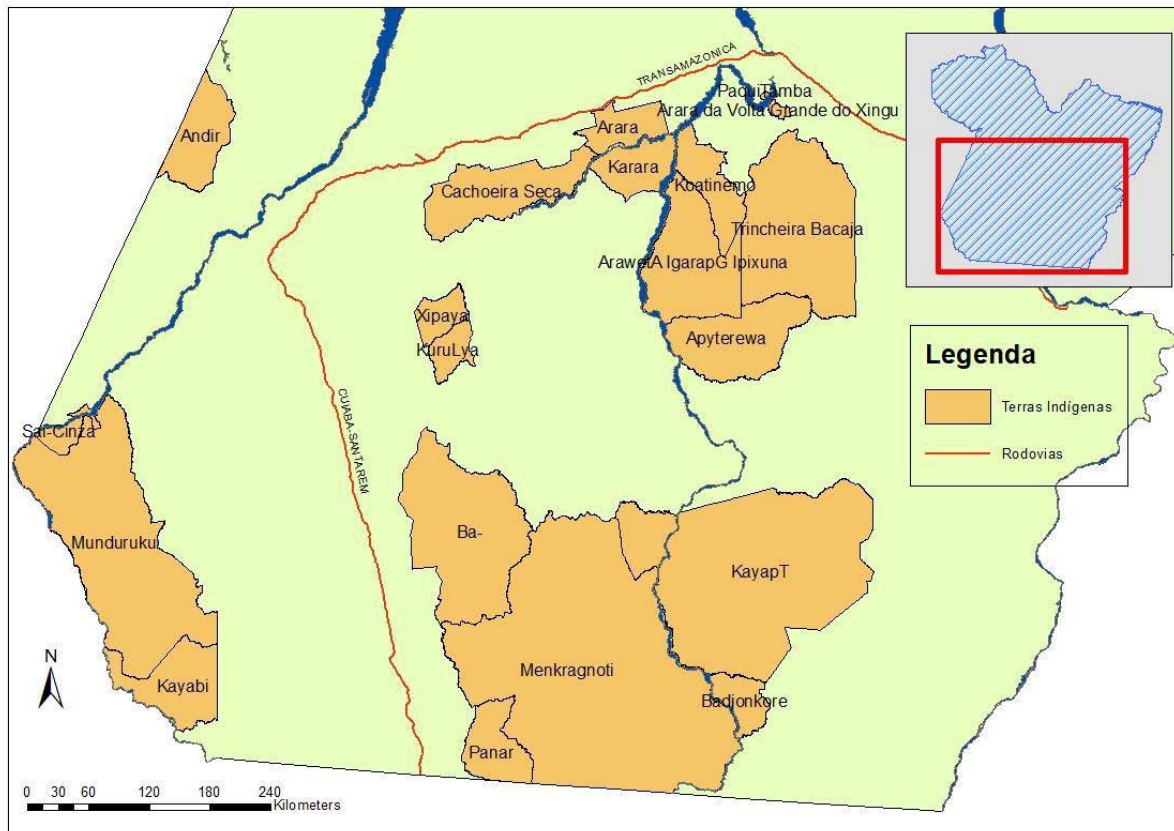 TRANSAMAZONICA
PaquiTamba
Arara da Volta Grande do Xingu
Andir
Arara
Karara
Koatinemo
Cachoeira Seca
Trincheira Bacaja
ArawetA IgarapG Ipixuna
Xipaya
KuruLya
Apyterewa
Legenda
Terras Indígenas
Rodovias
CUIABA-SANTAREM
Sai-Cinza
Munduruku
Ba-
KayapT
Menkragnoti
Kayabi
Badjonkore
Panar
N
0 30 60 120 180 240
Kilometers